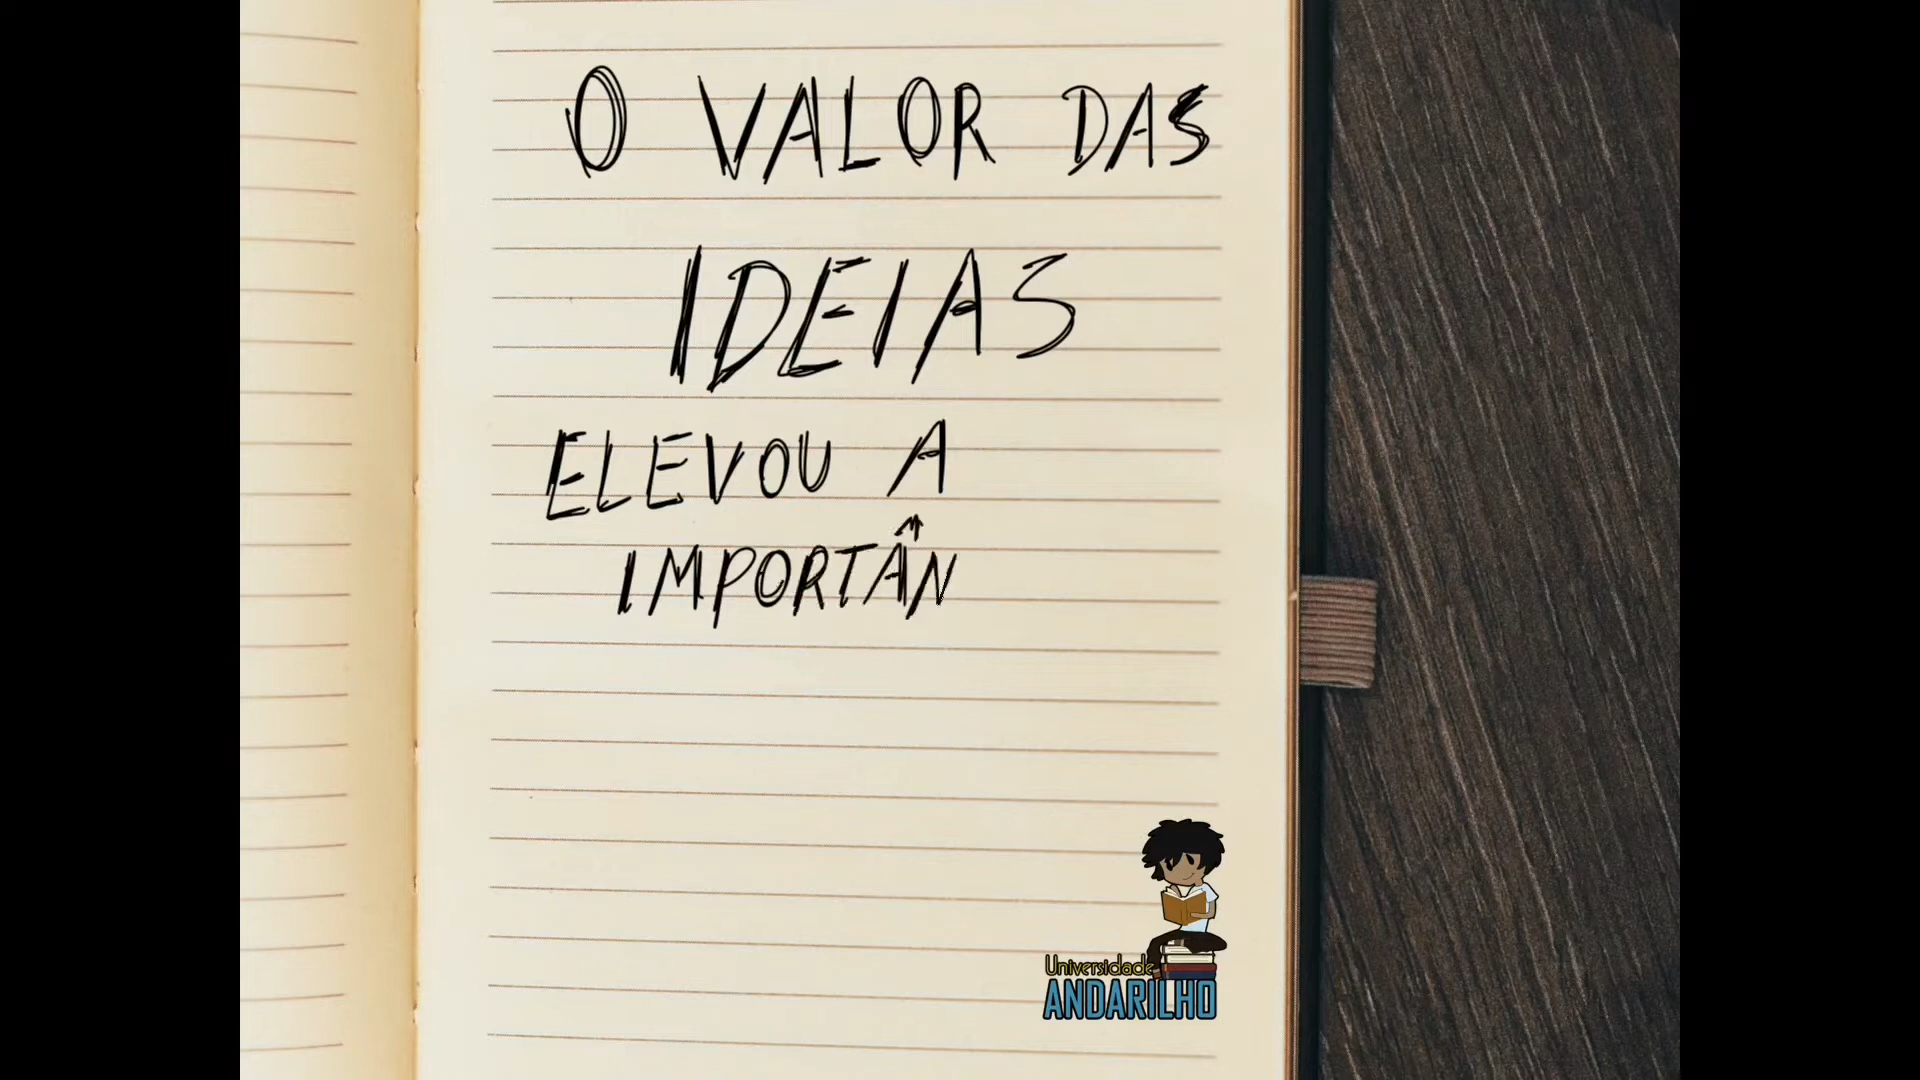 O VALOR DAS
IDEIAS
ELEVOU A
IMPORTÂN
Universidade
ANDARILHO